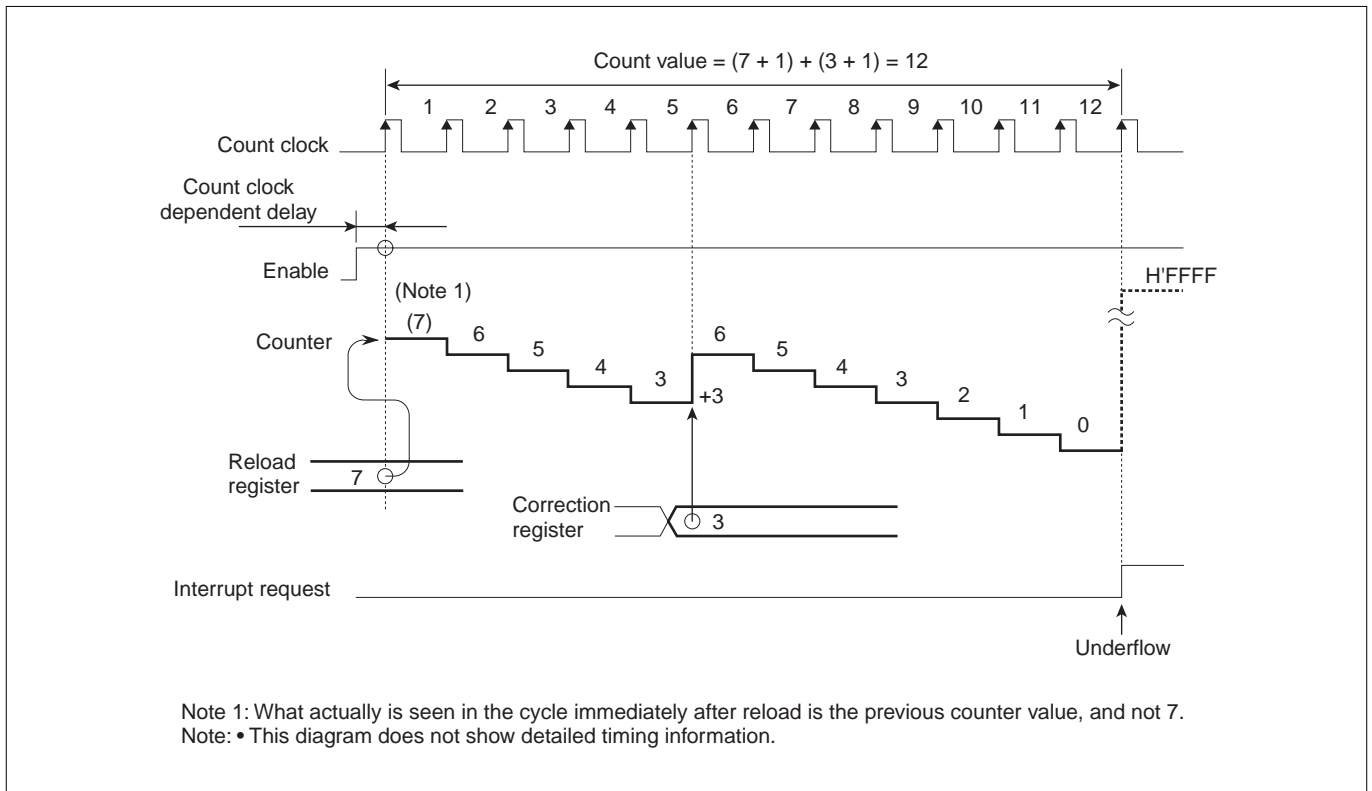 Count value = (7 + 1) + (3 + 1) = 12
1 2 3 4 5 6 7 8 9 10 11 12
Count clock
Count clock
dependent delay
Enable
H'FFFF
(Note 1)
(7) 6 5 4 3 6 5 4 3 2 1 0
Counter
+3
Reload
register
7
Correction
register
3
Interrupt request
Underflow
Note 1: What actually is seen in the cycle immediately after reload is the previous counter value, and not 7.
Note: • This diagram does not show detailed timing information.